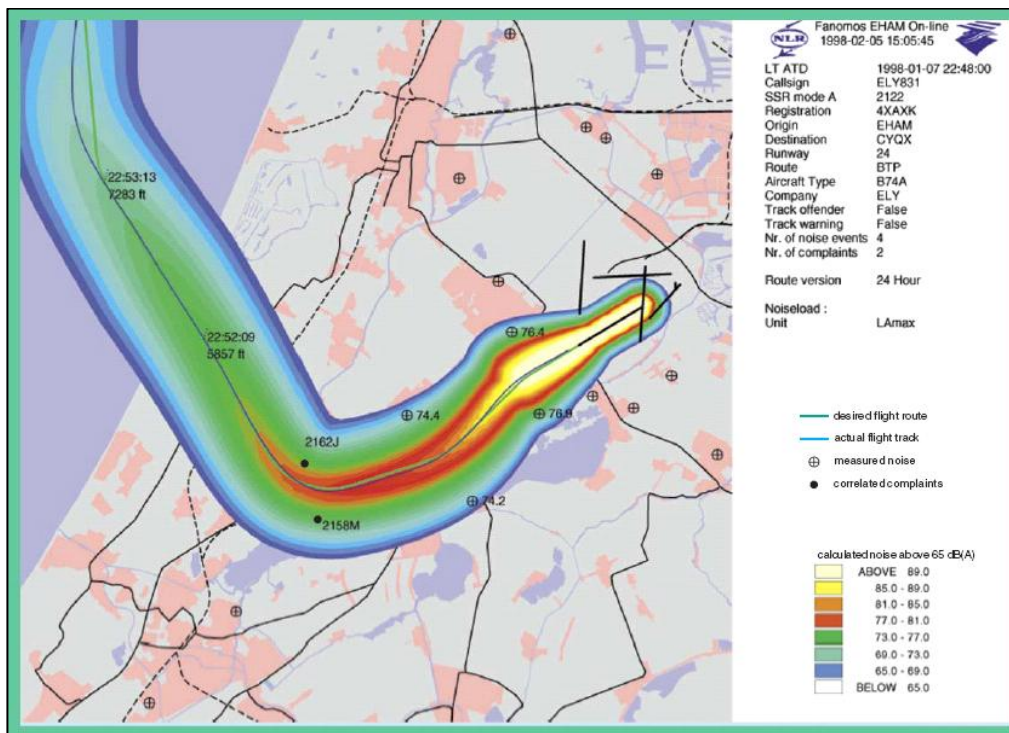 NLR
Fanomos EHAM On-line
1998-02-05 15:05:45
LT ATD 1998-01-07 22:48:00
Callsign ELY831
SSR mode A 2122
Registration 4XAXK
Origin EHAM
Destination CYQX
Runway 24
Route BTP
Aircraft Type B74A
Company ELY
Track offender False
Track warning False
Nr. of noise events 4
Nr. of complaints 2
Route version 24 Hour
Noiseload :
Unit LAmax
22:53:13
7283 ft
22:52:09
5857 ft
76.4
74.4
76.9
2162J
74.2
2158M
desired flight route
actual flight track
measured noise
correlated complaints
calculated noise above 65 dB(A)
ABOVE 89.0
85.0 - 89.0
81.0 - 85.0
77.0 - 81.0
73.0 - 77.0
69.0 - 73.0
65.0 - 69.0
BELOW 65.0